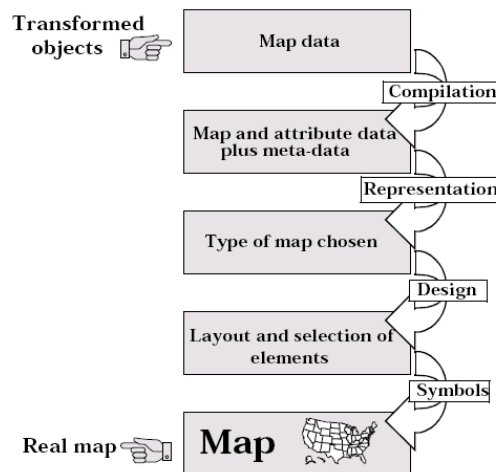 Transformed
objects
Map data
Compilation
Map and attribute data
plus meta-data
Representation
Type of map chosen
Design
Layout and selection of
elements
Symbols
Real map
Map